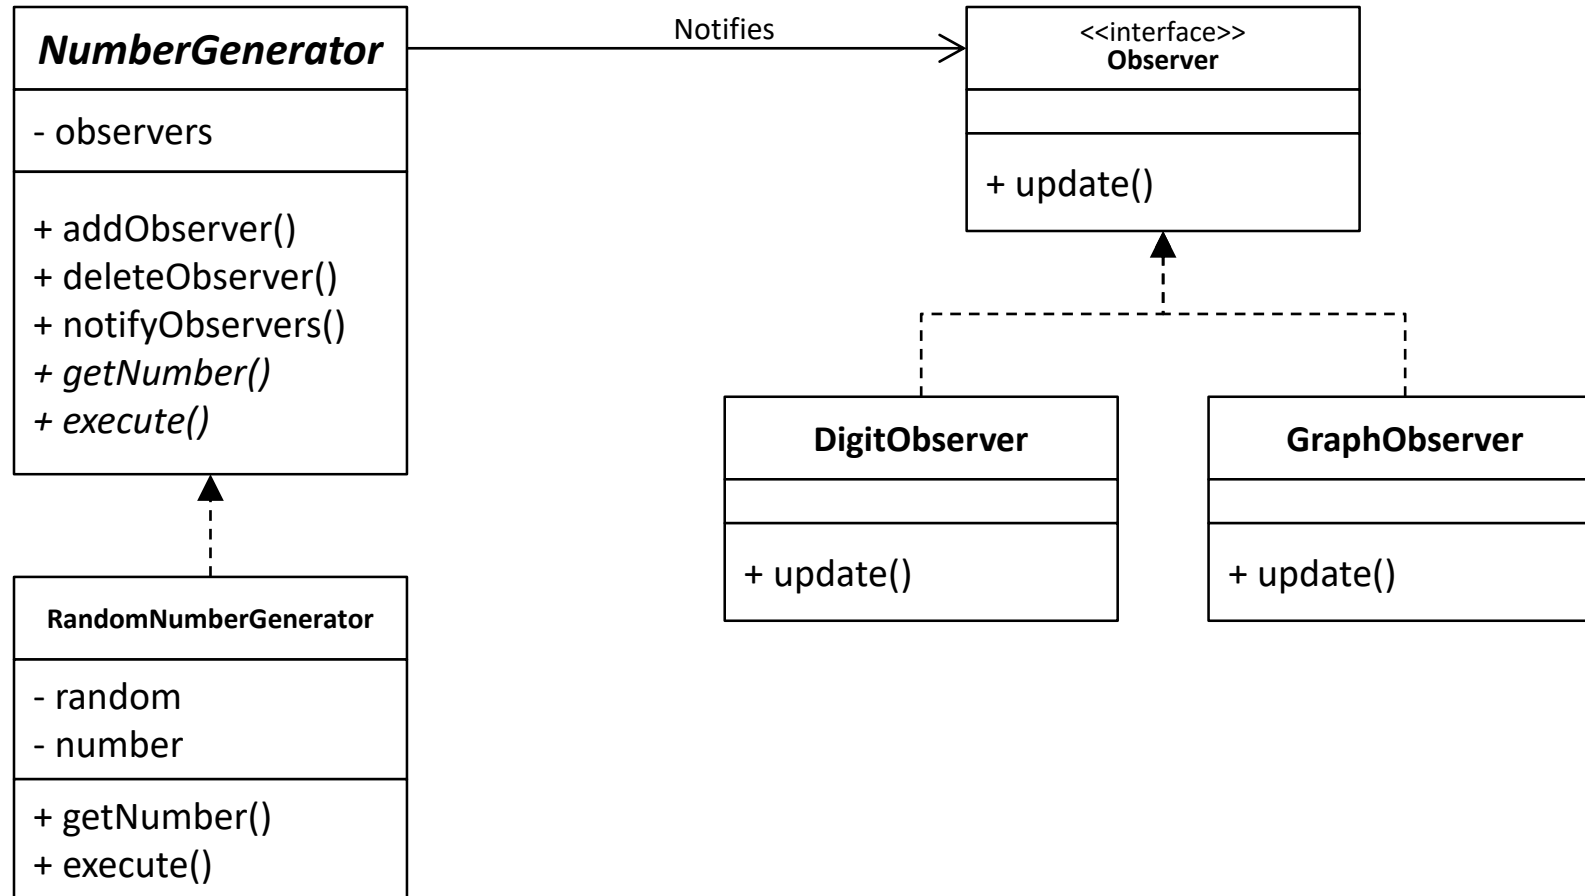 NumberGenerator
- observers
+ addObserver()
+ deleteObserver()
+ notifyObservers()
+ getNumber()
+ execute()
Notifies
<<interface>>
Observer
+ update()
DigitObserver
+ update()
GraphObserver
+ update()
RandomNumberGenerator
- random
- number
+ getNumber()
+ execute()